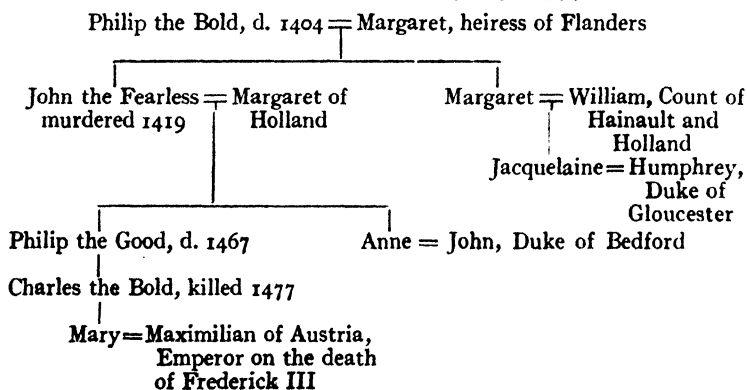 Philip the Bold, d. 1404 = Margaret, heiress of Flanders
John the Fearless = Margaret of
murdered 1419
Holland
Margaret = William, Count of
Hainault and
Holland
Jacquelaine = Humphrey,
Duke of
Gloucester
Philip the Good, d. 1467
Anne = John, Duke of Bedford
Charles the Bold, killed 1477
Mary = Maximilian of Austria,
Emperor on the death
of Frederick III